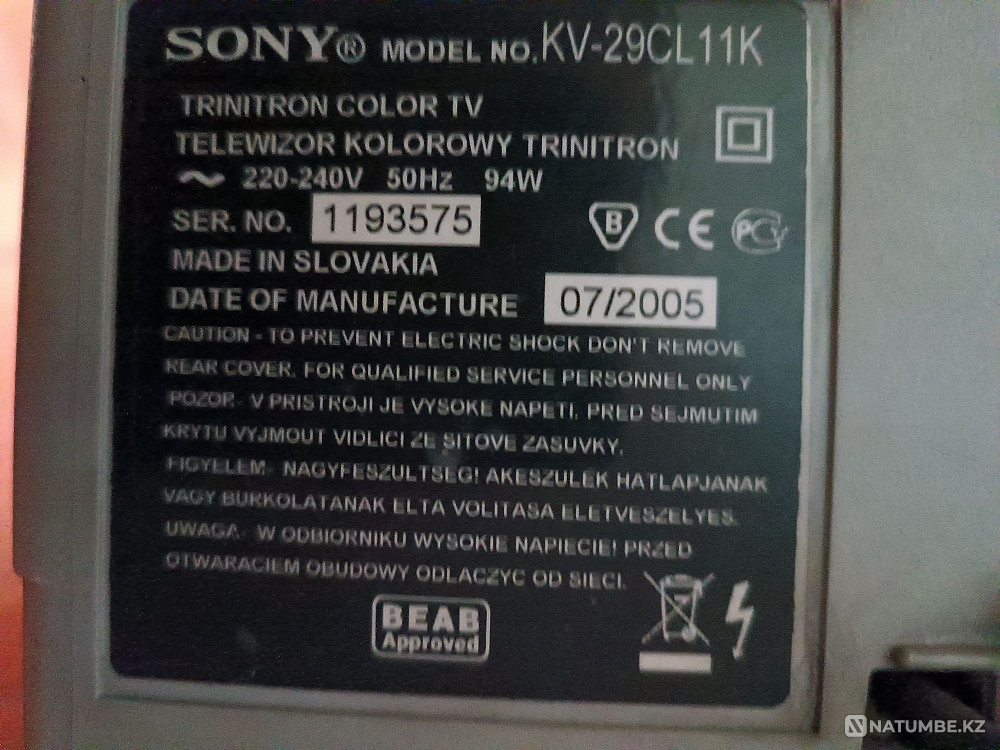 SONY® MODEL NO. KV-29CL11K
TRINITRON COLOR TV
TELEWIZOR KOLOROWY TRINITRON
~ 220-240V 50Hz 94W
SER. NO. 1193575
B CE PC
MADE IN SLOVAKIA
DATE OF MANUFACTURE 07/2005
CAUTION - TO PREVENT ELECTRIC SHOCK DON'T REMOVE
REAR COVER. FOR QUALIFIED SERVICE PERSONNEL ONLY
POZOR - V PRISTROJI JE VYSOKE NAPETI, PRED SEJMUTIM
KRYTU VYJMOUT VIDLICI ZE SITOVE ZASUVKY.
FIGYELEM - NAGYFESZULTSEG! AKESZULEK HATLAPJANAK
VAGY BURKOLATANAK ELTA VOLITASA ELETVESZELYES.
UWAGA - W ODBIORNIKU WYSOKIE NAPIECIE! PRZED
OTWARACIEM OBUDOWY ODLACZYC OD SIECI.
BEAB
Approved
NATUMBE.KZ